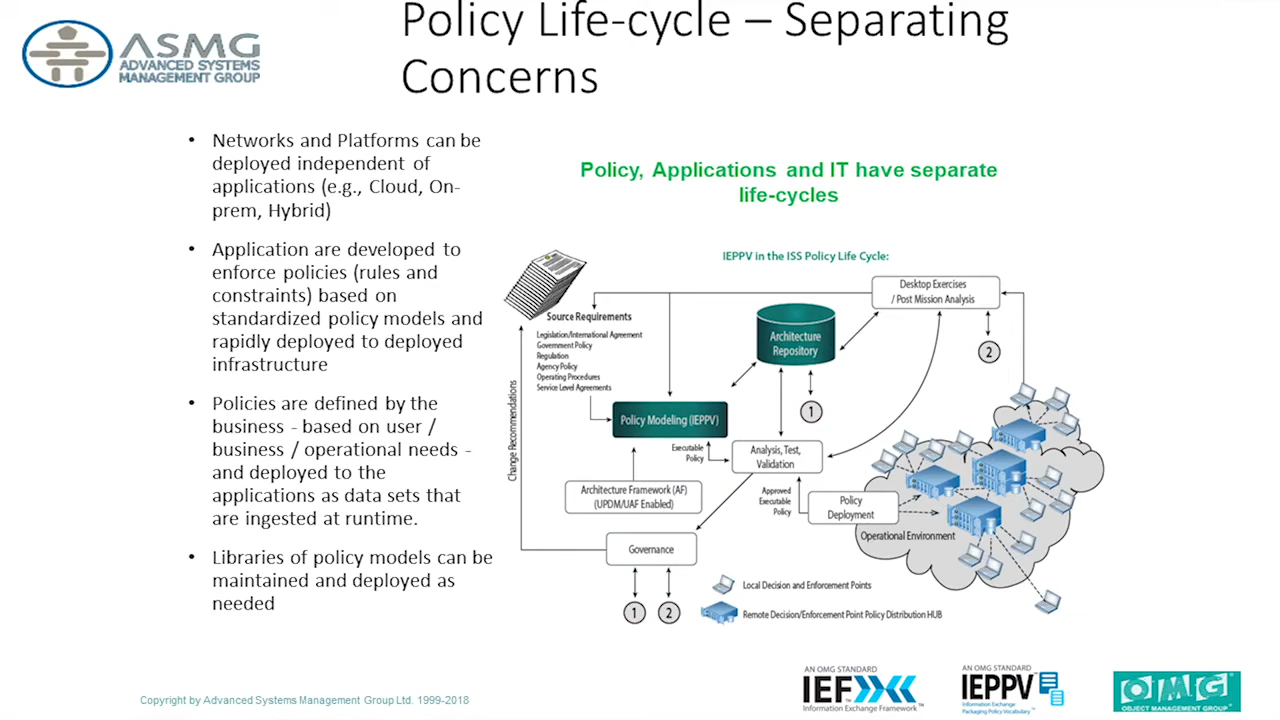 Policy Life-cycle – Separating
Concerns
ASMG
ADVANCED SYSTEMS
MANAGEMENT GROUP
• Networks and Platforms can be
deployed independent of
applications (e.g., Cloud, On-
prem, Hybrid)
• Application are developed to
enforce policies (rules and
constraints) based on
standardized policy models and
rapidly deployed to deployed
infrastructure
• Policies are defined by the
business - based on user /
business / operational needs -
and deployed to the
applications as data sets that
are ingested at runtime.
• Libraries of policy models can be
maintained and deployed as
needed
Policy, Applications and IT have separate
life-cycles
IEPPV in the ISS Policy Life Cycle:
Desktop Exercises
/ Post Mission Analysis
Source Requirements
Legislation/International Agreement
Government Policy
Regulation
Agency Policy
Operating Procedures
Service Level Agreements
Architecture
Repository
2
1
Change Recommendations
Policy Modeling (IEPPV)
Executable
Policy
Analysis, Test,
Validation
Architecture Framework (AF)
(UPDM/UAF Enabled)
Approved
Executable
Policy
Policy
Deployment
Operational Environment
Governance
1
2
Local Decision and Enforcement Points
Remote Decision/Enforcement Point Policy Distribution HUB
Copyright by Advanced Systems Management Group Ltd. 1999-2018
AN OMG STANDARD
IEF
Information Exchange Framework™
AN OMG STANDARD
IEPPV
Information Exchange
Packaging Policy Vocabulary™
OMG
OBJECT MANAGEMENT GROUP